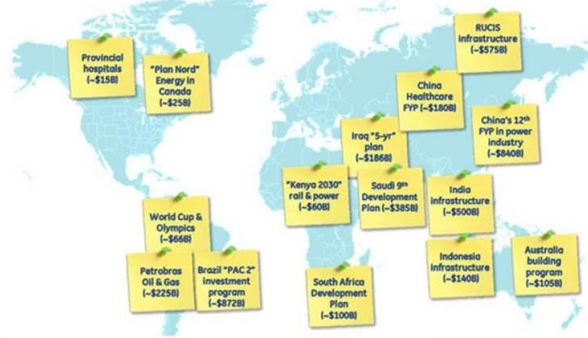 RUCIS
infrastructure
(~$575B)
Provincial
hospitals
(~$15B)
"Plan Nord"
Energy in
Canada
(~$25B)
China
Healthcare
FYP (~$180B)
China's 12th
FYP in power
industry
(~$840B)
Iraq "5-yr"
plan
(~$186B)
"Kenya 2030"
rail & power
(~$60B)
Saudi 9th
Development
Plan (~$385B)
India
infrastructure
(~$500B)
World Cup &
Olympics
(~$66B)
Petrobras
Oil & Gas
(~$225B)
Brazil "PAC 2"
investment
program
(~$872B)
South Africa
Development
Plan
(~$100B)
Indonesia
infrastructure
(~$140B)
Australia
building
program
(~$105B)